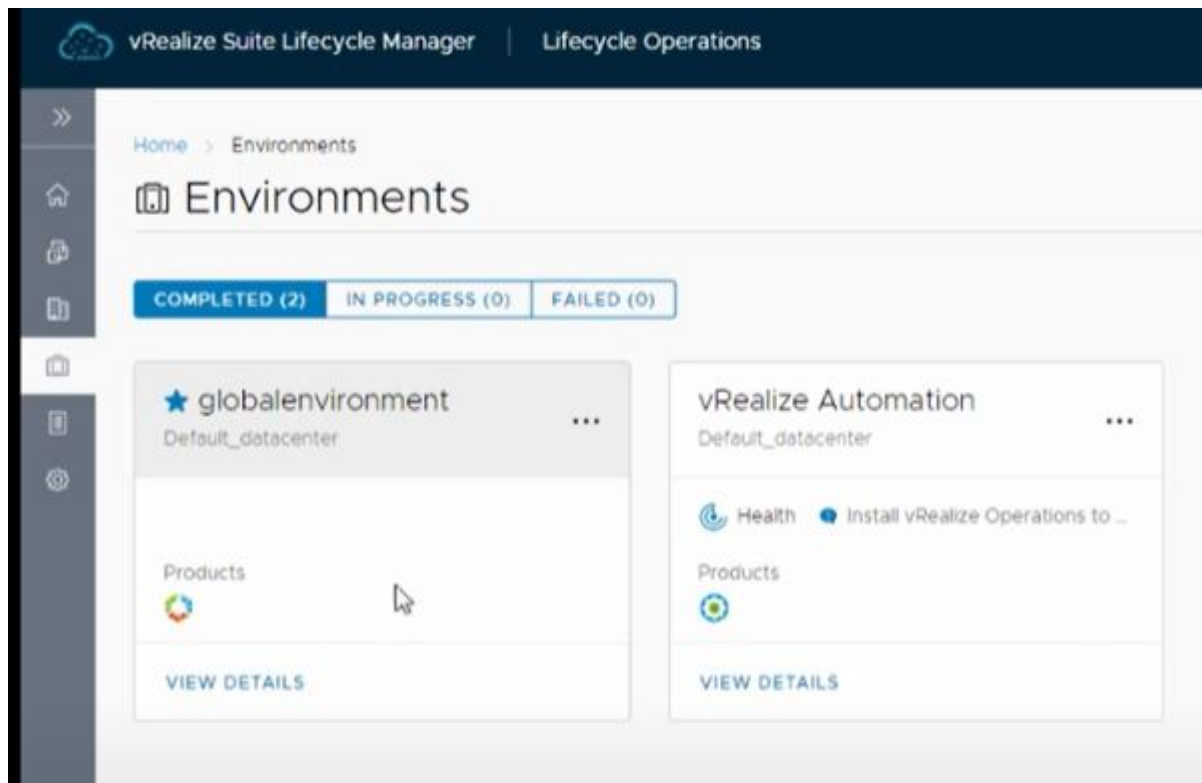 vRealize Suite Lifecycle Manager | Lifecycle Operations
Home > Environments
Environments
COMPLETED (2) IN PROGRESS (0) FAILED (0)
globalenvironment
Default_datacenter
Products
VIEW DETAILS
vRealize Automation
Default_datacenter
Health Install vRealize Operations to ...
Products
VIEW DETAILS